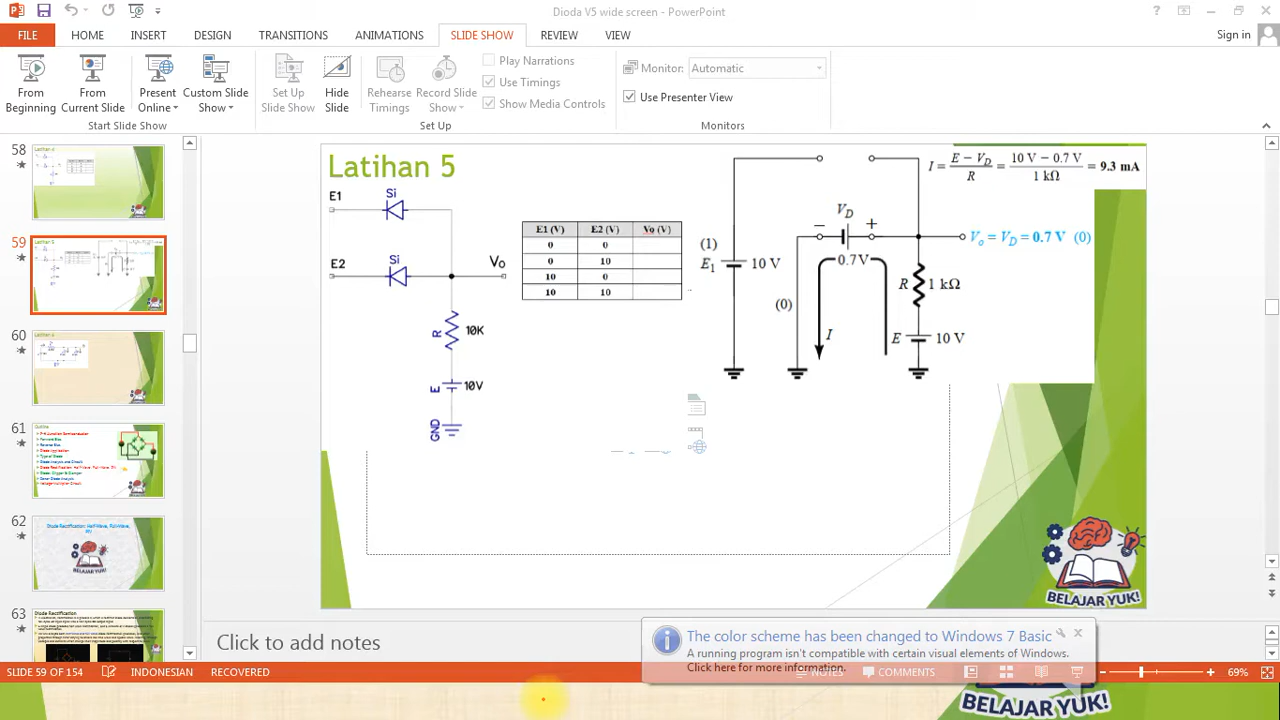 Dioda V5 wide screen - PowerPoint
FILE
HOME
INSERT
DESIGN
TRANSITIONS
ANIMATIONS
SLIDE SHOW
REVIEW
VIEW
Sign in
From Beginning
From Current Slide
Present Online
Custom Slide Show
Start Slide Show
Set Up Slide Show
Hide Slide
Rehearse Timings
Record Slide Show
Play Narrations
Use Timings
Show Media Controls
Set Up
Monitor: Automatic
Use Presenter View
Monitors
58
59
60
61
62
63
Latihan 5
E1
Si
E2
Si
Vo
R
10K
E
10V
GND
E1 (V) E2 (V) Vo (V)
0 0
0 10
10 0
10 10
I = E − VD / R = 10 V − 0.7 V / 1 kΩ = 9.3 mA
VD
− +
0.7 V
Vo = VD = 0.7 V (0)
(1)
E1
10 V
(0)
I
R
1 kΩ
E
10 V
BELAJAR YUK!
Outline
Diode Rectification
BELAJAR YUK!
Click to add notes
The color scheme has been changed to Windows 7 Basic
A running program isn't compatible with certain visual elements of Windows.
Click here for more information.
SLIDE 59 OF 154
INDONESIAN
RECOVERED
NOTES
COMMENTS
69%
BELAJAR YUK!